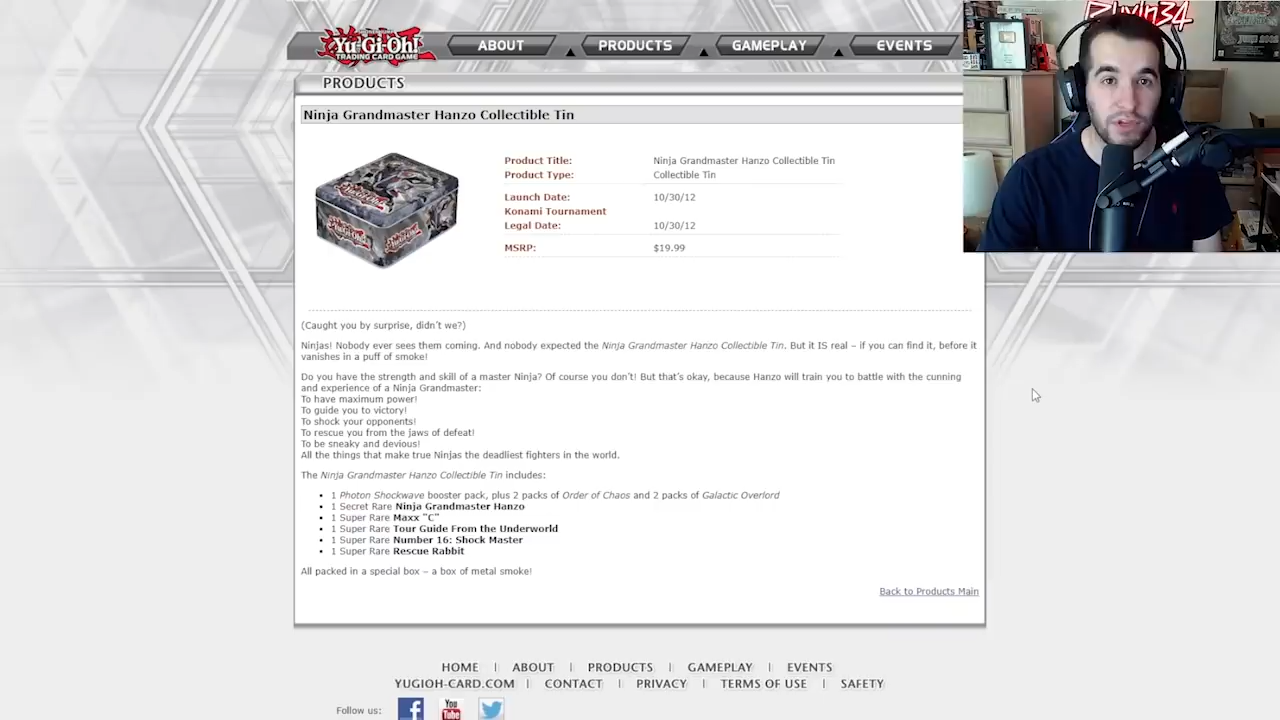 Yu-Gi-Oh!
TRADING CARD GAME
ABOUT
PRODUCTS
GAMEPLAY
EVENTS
PRODUCTS
Ninja Grandmaster Hanzo Collectible Tin
Product Title: Ninja Grandmaster Hanzo Collectible Tin
Product Type: Collectible Tin
Launch Date: 10/30/12
Konami Tournament
Legal Date: 10/30/12
MSRP: $19.99
(Caught you by surprise, didn't we?)
Ninjas! Nobody ever sees them coming. And nobody expected the Ninja Grandmaster Hanzo Collectible Tin. But it IS real – if you can find it, before it
vanishes in a puff of smoke!
Do you have the strength and skill of a master Ninja? Of course you don't! But that's okay, because Hanzo will train you to battle with the cunning
and experience of a Ninja Grandmaster:
To have maximum power!
To guide you to victory!
To shock your opponents!
To rescue you from the jaws of defeat!
To be sneaky and devious!
All the things that make true Ninjas the deadliest fighters in the world.
The Ninja Grandmaster Hanzo Collectible Tin includes:
• 1 Photon Shockwave booster pack, plus 2 packs of Order of Chaos and 2 packs of Galactic Overlord
• 1 Secret Rare Ninja Grandmaster Hanzo
• 1 Super Rare Maxx "C"
• 1 Super Rare Tour Guide From the Underworld
• 1 Super Rare Number 16: Shock Master
• 1 Super Rare Rescue Rabbit
All packed in a special box – a box of metal smoke!
Back to Products Main
HOME | ABOUT | PRODUCTS | GAMEPLAY | EVENTS
YUGIOH-CARD.COM | CONTACT | PRIVACY | TERMS OF USE | SAFETY
Follow us:
You
Tube